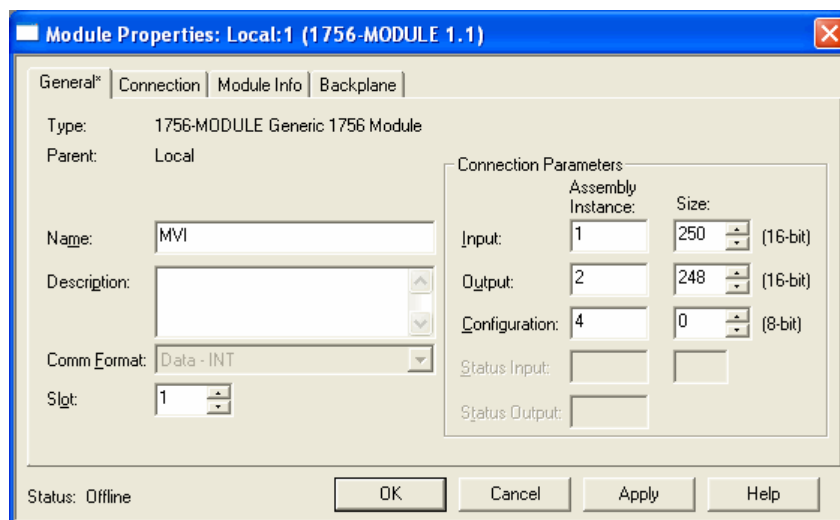 Module Properties: Local:1 (1756-MODULE 1.1)
General* Connection Module Info Backplane
Type: 1756-MODULE Generic 1756 Module
Parent: Local
Connection Parameters
Assembly Instance: Size:
Name: MVI
Input: 1 250 (16-bit)
Description:
Output: 2 248 (16-bit)
Configuration: 4 0 (8-bit)
Comm Format: Data - INT
Status Input:
Slot: 1
Status Output:
Status: Offline
OK Cancel Apply Help